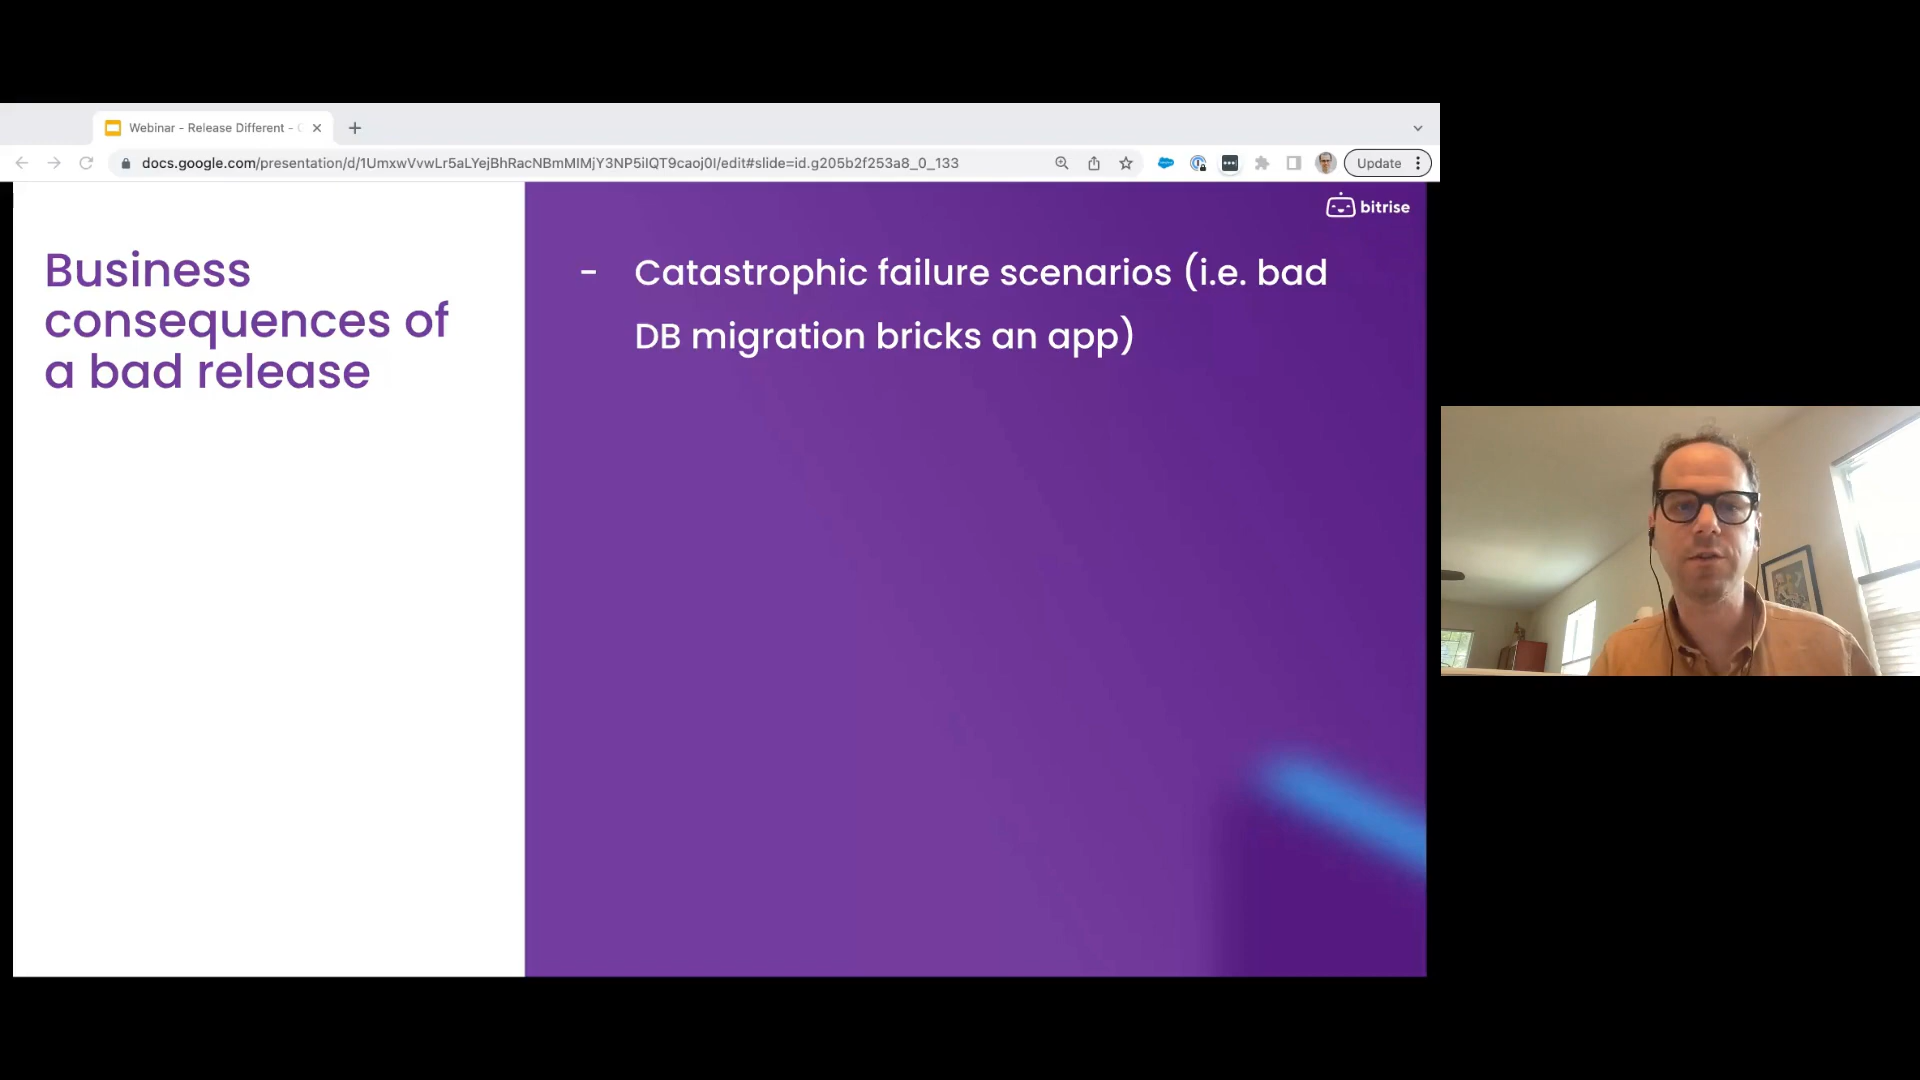 Webinar - Release Different -
docs.google.com/presentation/d/1UmxwVvwLr5aLYejBhRacNBmMIMjY3NP5iIQT9caoj0I/edit#slide=id.g205b2f253a8_0_133
Update
bitrise
Business
consequences of
a bad release
- Catastrophic failure scenarios (i.e. bad
DB migration bricks an app)